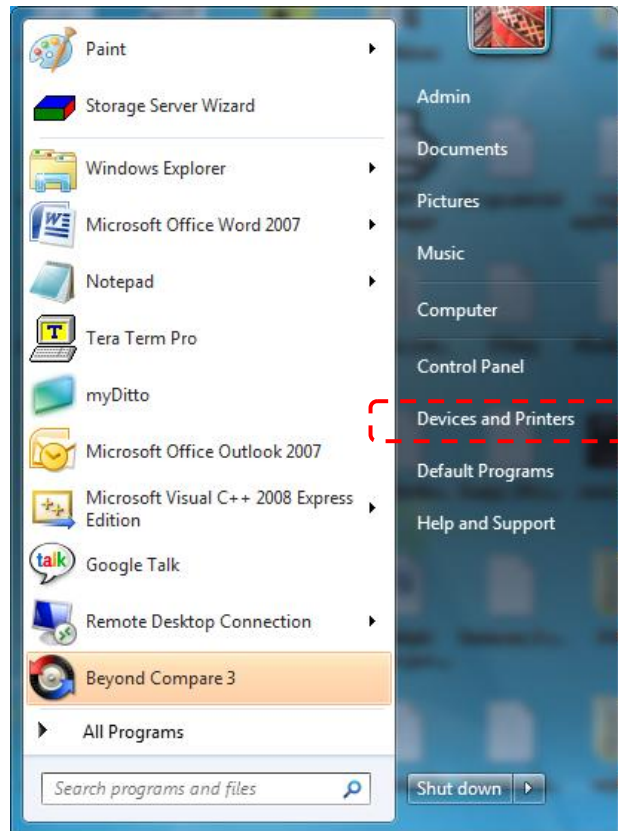 Paint
Storage Server Wizard
Windows Explorer
Microsoft Office Word 2007
Notepad
T
Tera Term Pro
myDitto
Microsoft Office Outlook 2007
Microsoft Visual C++ 2008 Express
Edition
talk
Google Talk
Remote Desktop Connection
Beyond Compare 3
All Programs
Search programs and files
Admin
Documents
Pictures
Music
Computer
Control Panel
Devices and Printers
Default Programs
Help and Support
Shut down